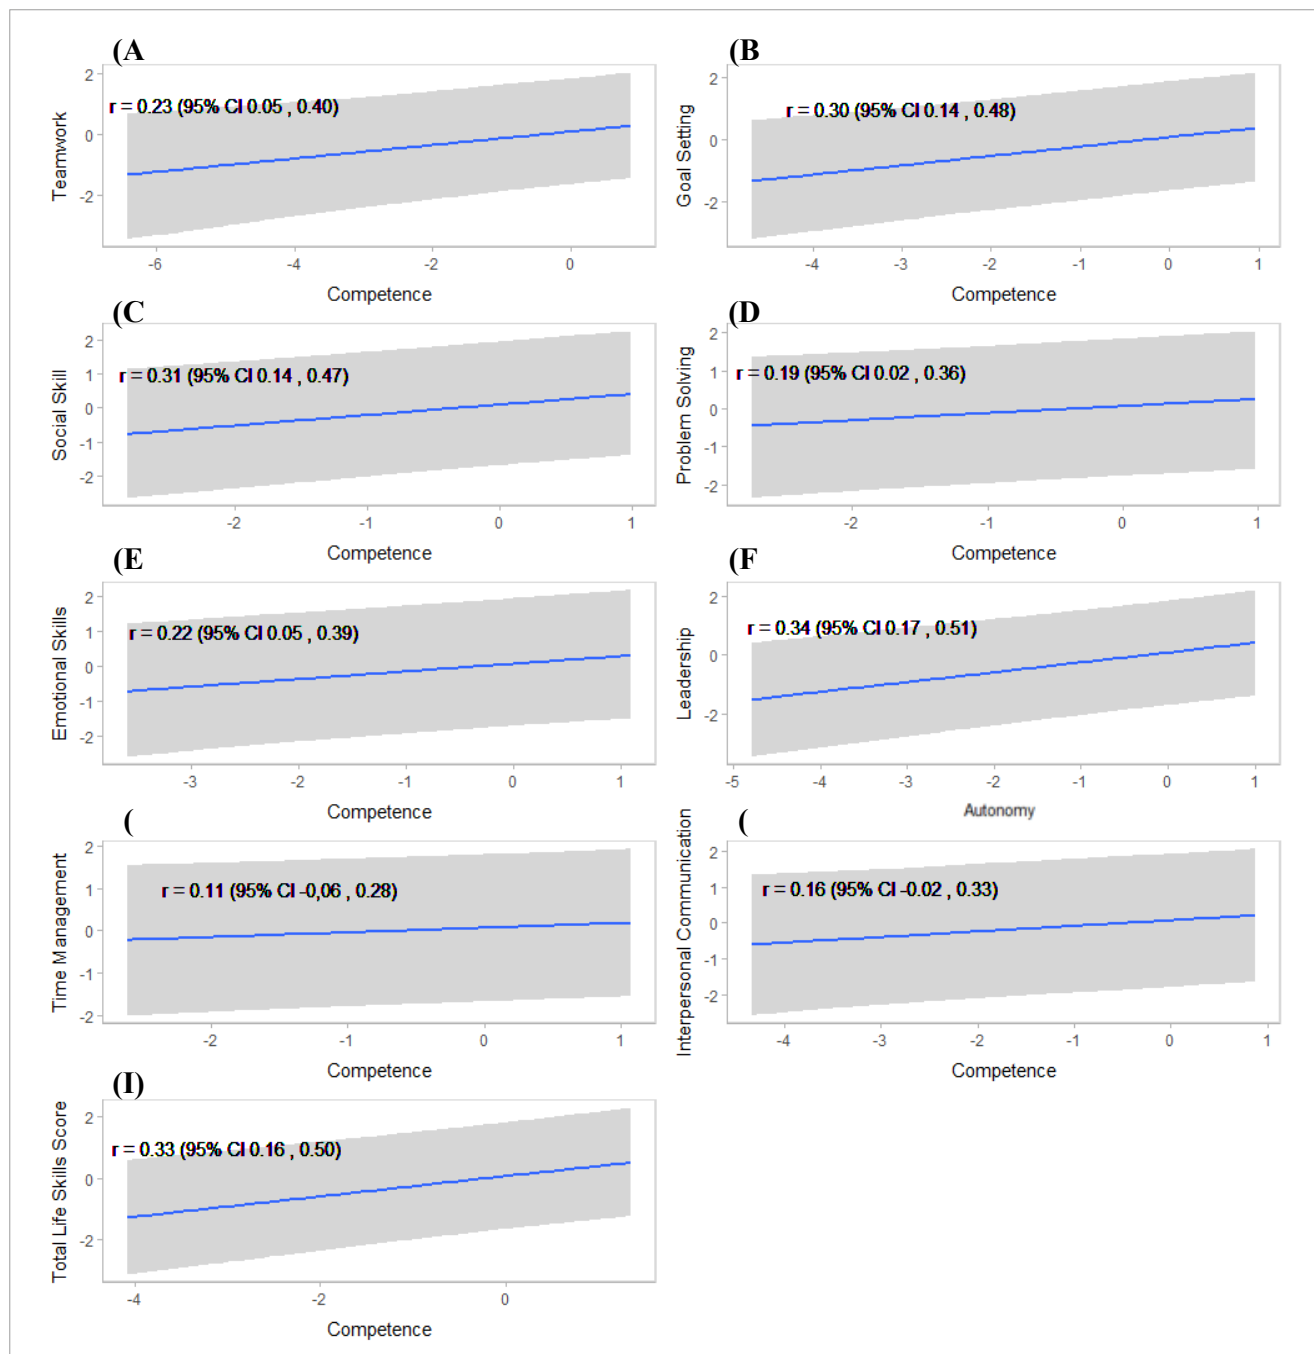 (A
2
0
-2
Teamwork
r = 0.23 (95% CI 0.05 , 0.40)
-6 -4 -2 0
Competence
(B
2
0
-2
Goal Setting
r = 0.30 (95% CI 0.14 , 0.48)
-4 -3 -2 -1 0 1
Competence
(C
2
1
0
-1
-2
Social Skill
r = 0.31 (95% CI 0.14 , 0.47)
-2 -1 0 1
Competence
(D
2
1
0
-1
-2
Problem Solving
r = 0.19 (95% CI 0.02 , 0.36)
-2 -1 0 1
Competence
(E
2
1
0
-1
-2
Emotional Skills
r = 0.22 (95% CI 0.05 , 0.39)
-3 -2 -1 0 1
Competence
(F
2
0
-2
Leadership
r = 0.34 (95% CI 0.17 , 0.51)
-5 -4 -3 -2 -1 0 1
Autonomy
(
2
1
0
-1
-2
Time Management
r = 0.11 (95% CI -0,06 , 0.28)
-2 -1 0 1
Competence
(
2
1
0
-1
-2
Interpersonal Communication
r = 0.16 (95% CI -0.02 , 0.33)
-4 -3 -2 -1 0 1
Competence
(I)
2
0
-2
Total Life Skills Score
r = 0.33 (95% CI 0.16 , 0.50)
-4 -2 0
Competence